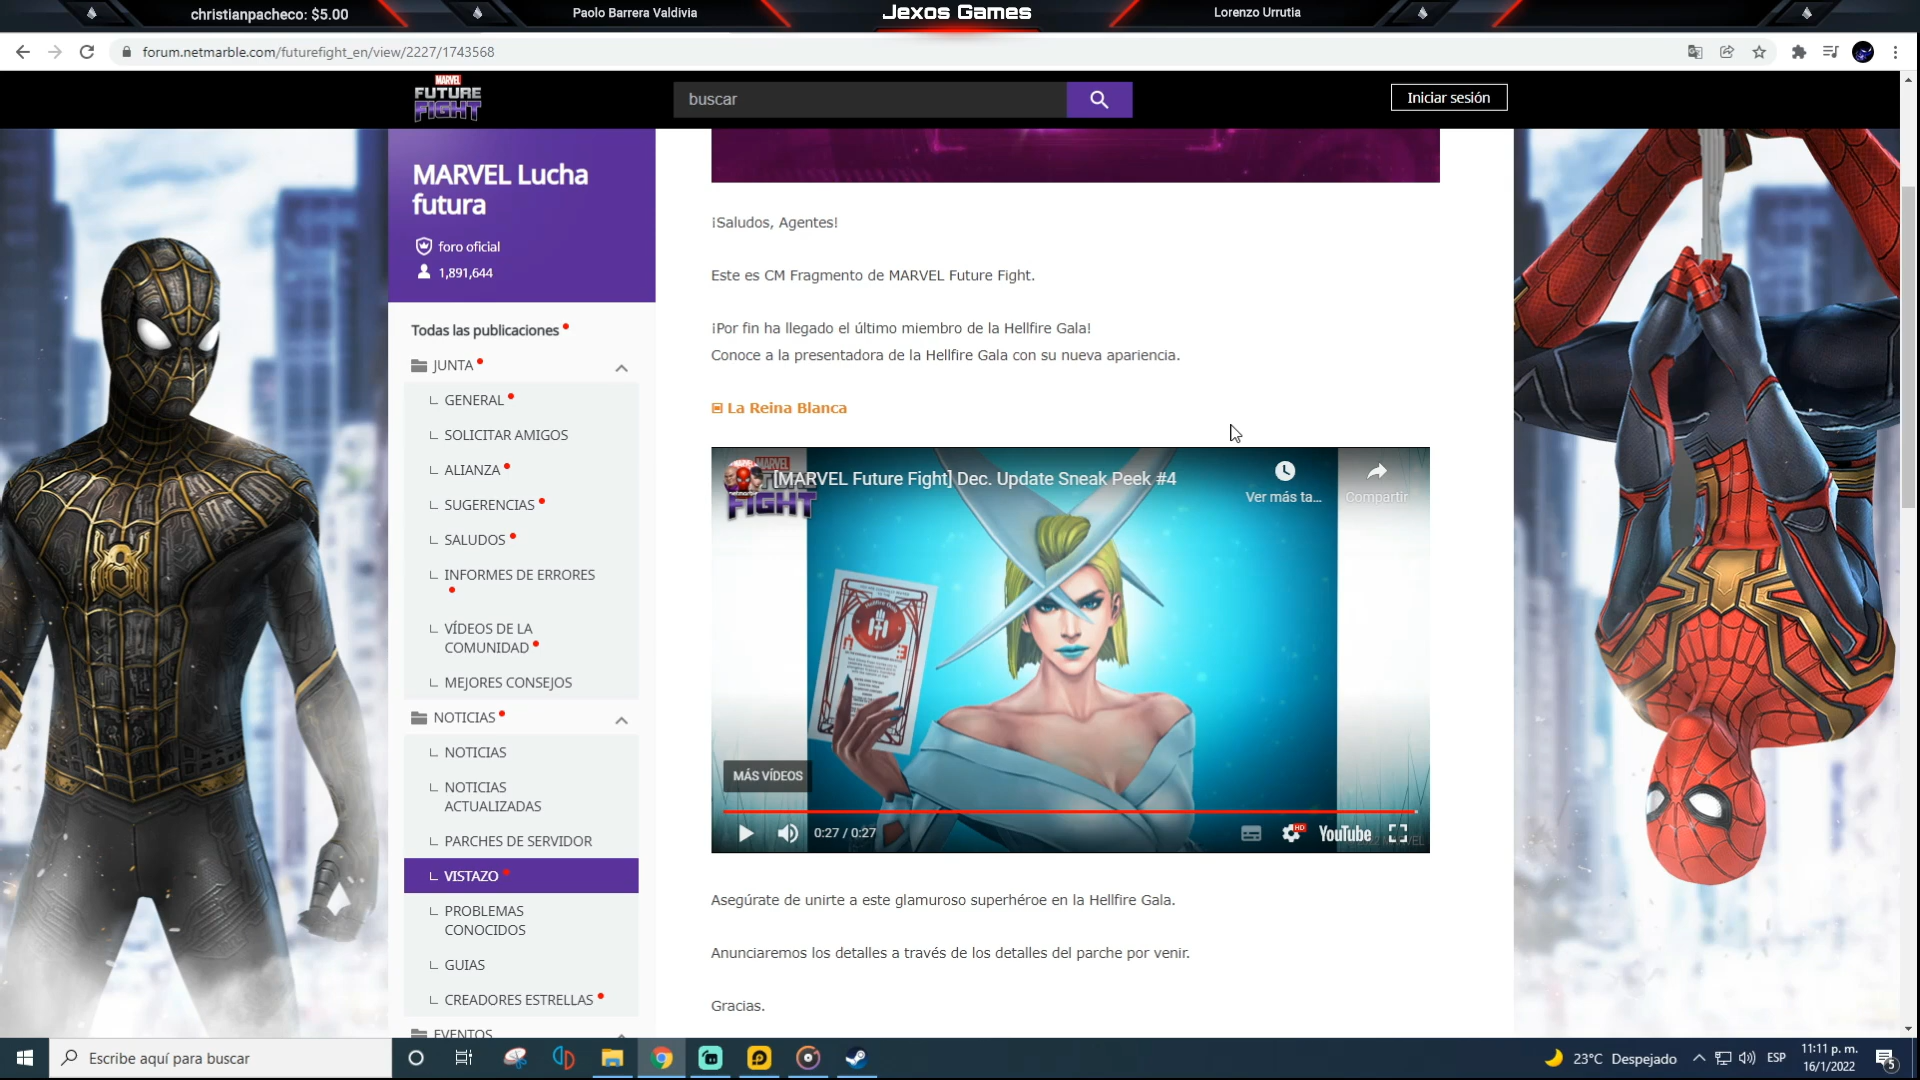 christianpacheco: $5.00
Paolo Barrera Valdivia
Jexos Games
Lorenzo Urrutia
forum.netmarble.com/futurefight_en/view/2227/1743568
MARVEL
FUTURE
FIGHT
buscar
Iniciar sesión
MARVEL Lucha
futura
foro oficial
1,891,644
Todas las publicaciones
JUNTA
GENERAL
SOLICITAR AMIGOS
ALIANZA
SUGERENCIAS
SALUDOS
INFORMES DE ERRORES
VÍDEOS DE LA
COMUNIDAD
MEJORES CONSEJOS
NOTICIAS
NOTICIAS
NOTICIAS
ACTUALIZADAS
PARCHES DE SERVIDOR
VISTAZO
PROBLEMAS
CONOCIDOS
GUIAS
CREADORES ESTRELLAS
EVENTOS
¡Saludos, Agentes!
Este es CM Fragmento de MARVEL Future Fight.
¡Por fin ha llegado el último miembro de la Hellfire Gala!
Conoce a la presentadora de la Hellfire Gala con su nueva apariencia.
La Reina Blanca
[MARVEL Future Fight] Dec. Update Sneak Peek #4
Ver más ta...
Compartir
MARVEL
FIGHT
Hellfire Gala
MÁS VÍDEOS
0:27 / 0:27
HD
YouTube
Asegúrate de unirte a este glamuroso superhéroe en la Hellfire Gala.
Anunciaremos los detalles a través de los detalles del parche por venir.
Gracias.
Escribe aquí para buscar
23°C Despejado
ESP
11:11 p. m.
16/1/2022
5